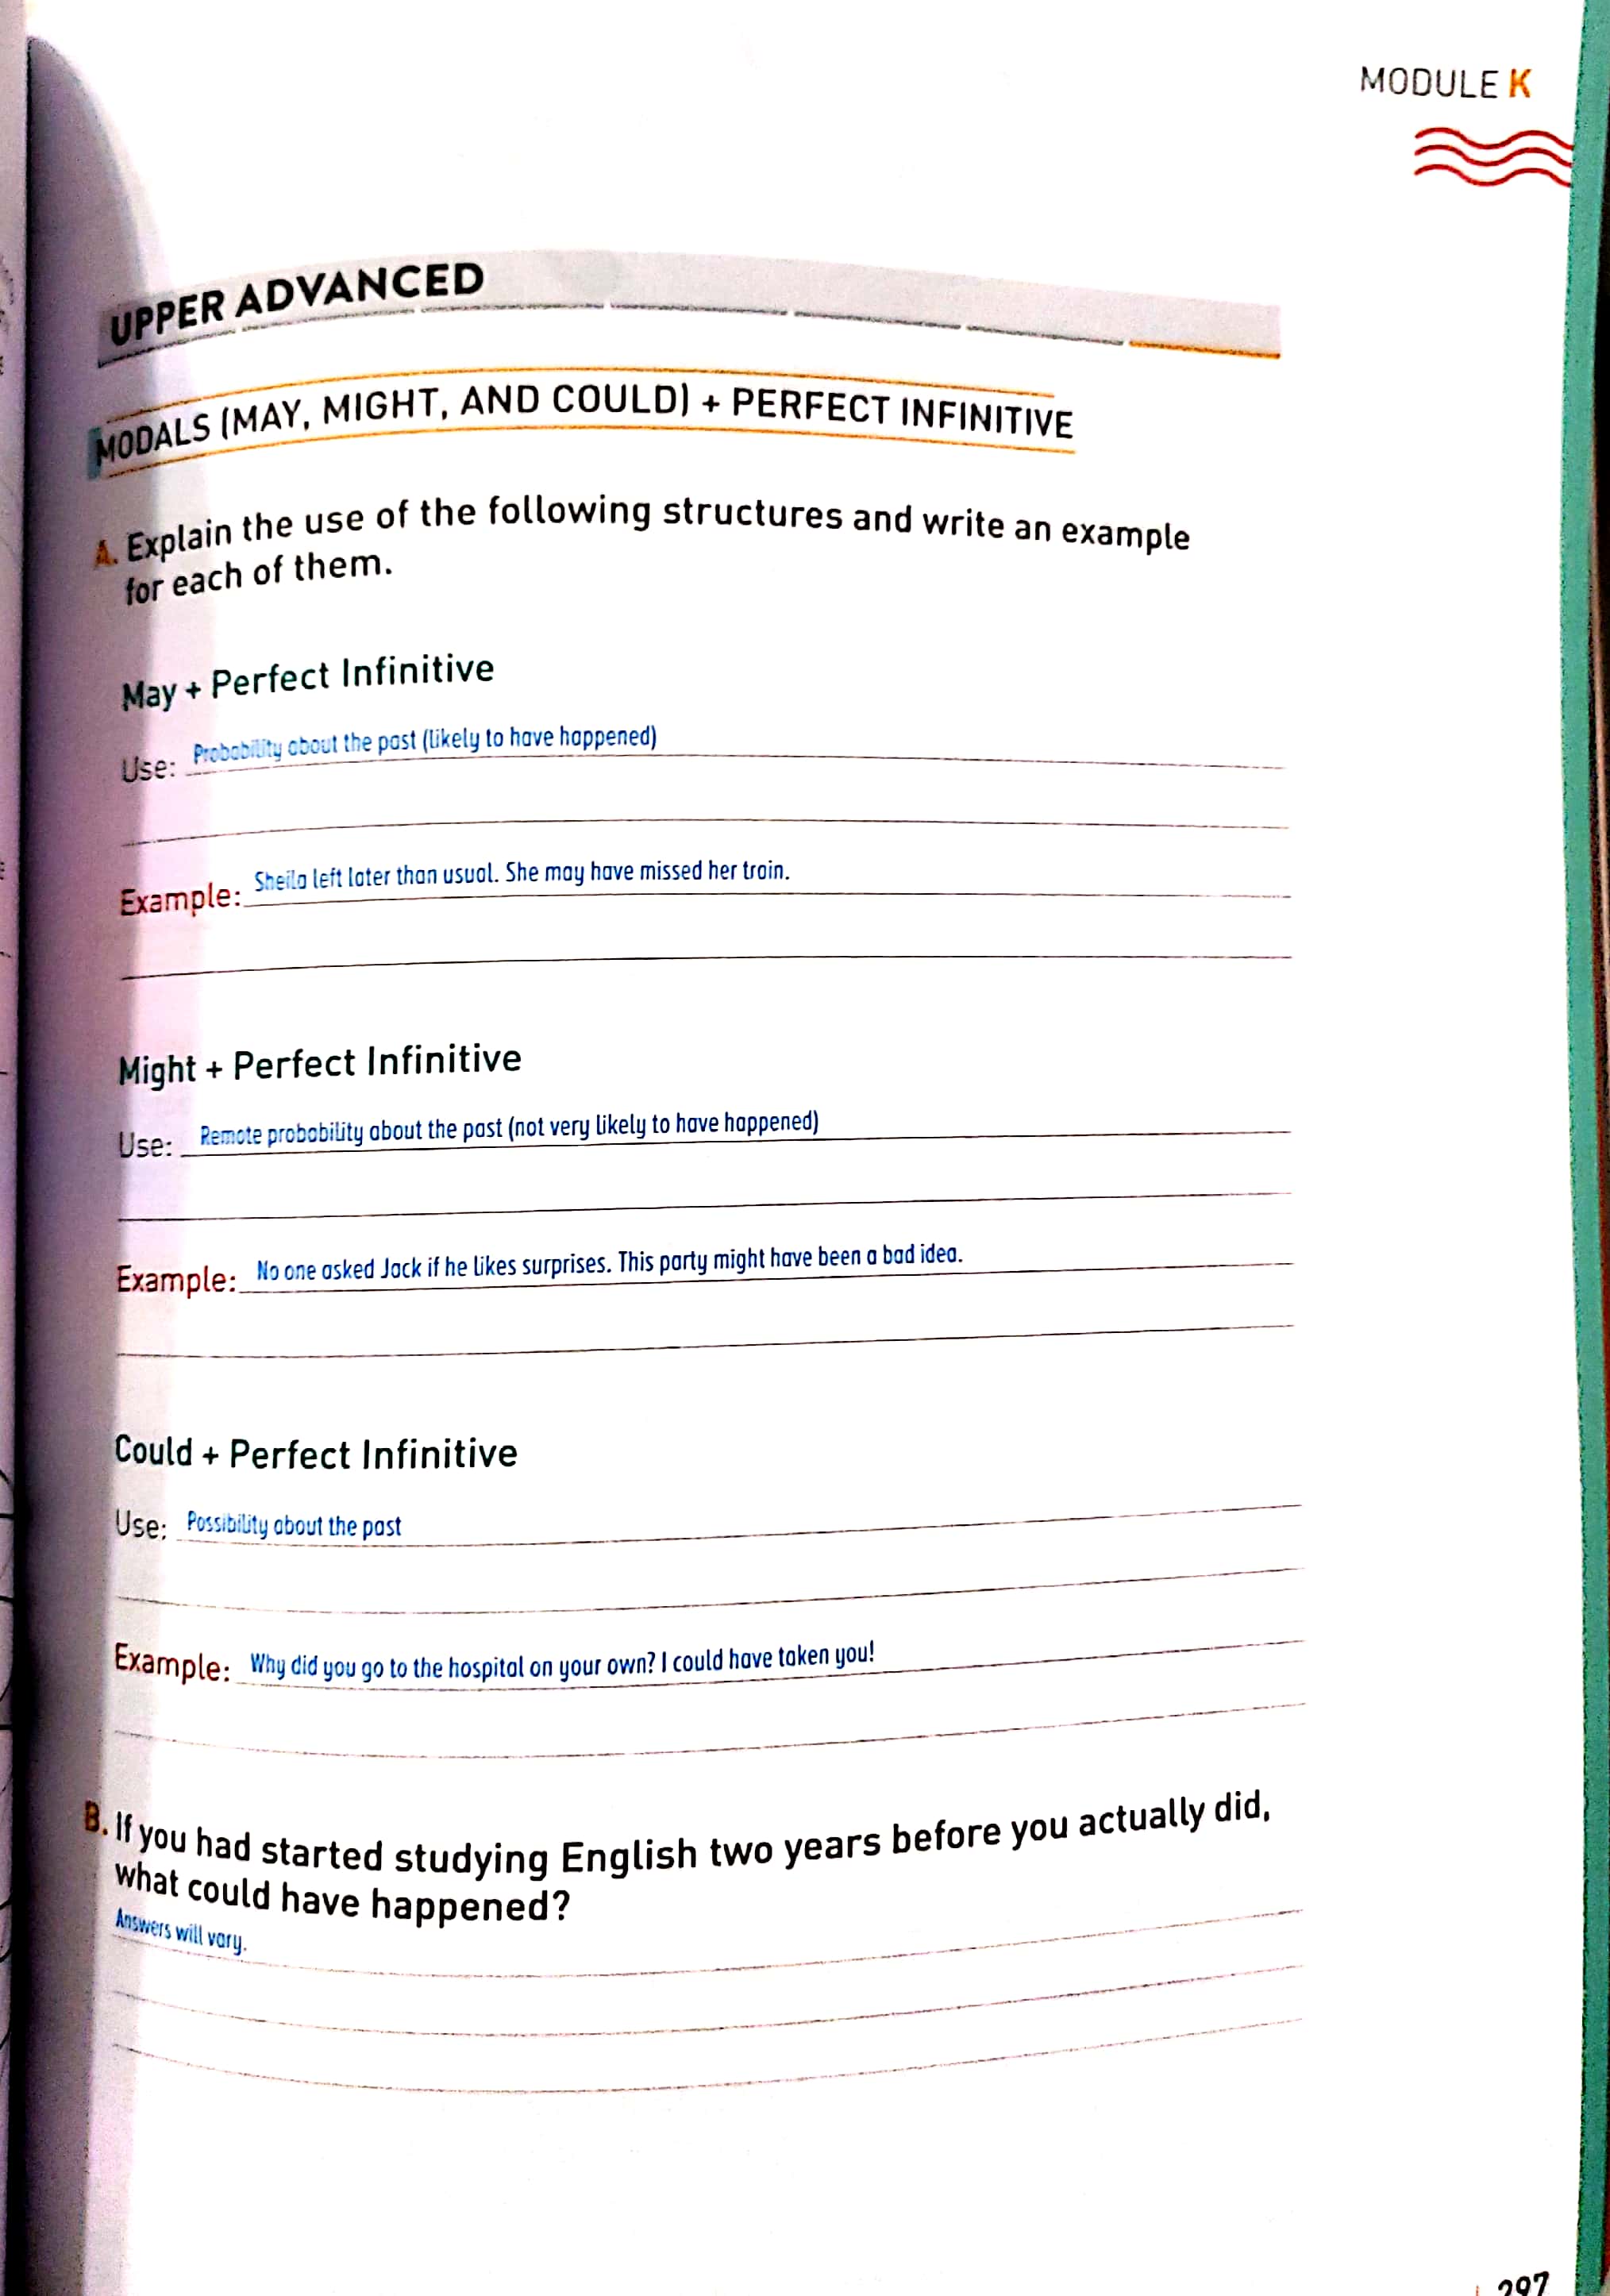 MODULE K
UPPER ADVANCED
MODALS (MAY, MIGHT, AND COULD) + PERFECT INFINITIVE
A. Explain the use of the following structures and write an example
for each of them.
May + Perfect Infinitive
Use: Probability about the past (likely to have happened)
Example: Sheila left later than usual. She may have missed her train.
Might + Perfect Infinitive
Use: Remote probability about the past (not very likely to have happened)
Example: No one asked Jack if he likes surprises. This party might have been a bad idea.
Could + Perfect Infinitive
Use: Possibility about the past
Example: Why did you go to the hospital on your own? I could have taken you!
B. If you had started studying English two years before you actually did,
what could have happened?
Answers will vary.
297